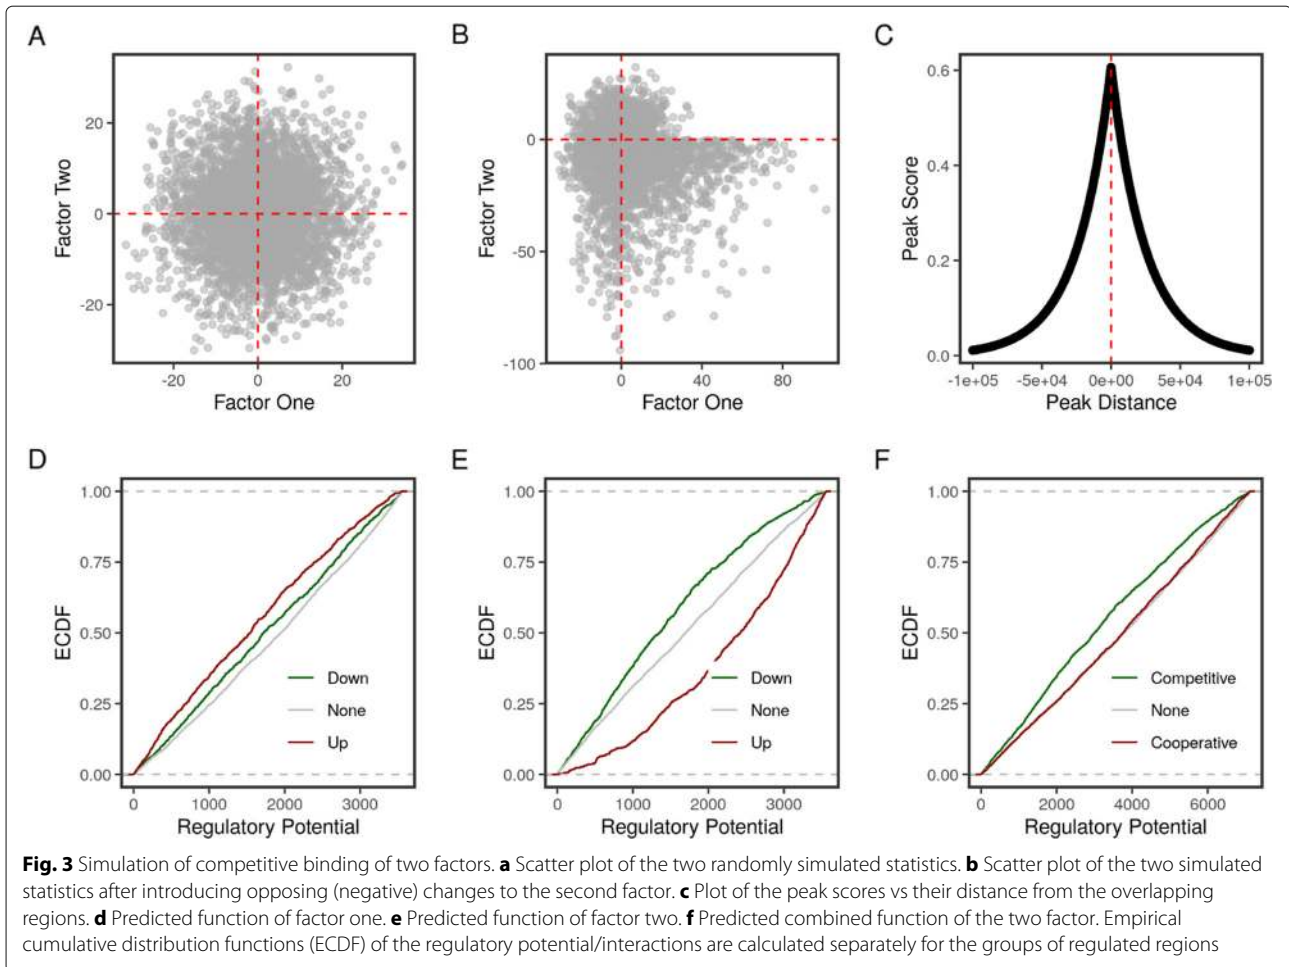 A
B
C
20
0
-20
Factor Two
-20
0
20
Factor One
0
-50
-100
Factor Two
0
40
80
Factor One
0.6
0.4
0.2
0.0
Peak Score
-1e+05
-5e+04
0e+00
5e+04
1e+05
Peak Distance
D
E
F
1.00
0.75
0.50
0.25
0.00
ECDF
Down
None
Up
0
1000
2000
3000
Regulatory Potential
1.00
0.75
0.50
0.25
0.00
ECDF
Down
None
Up
0
1000
2000
3000
Regulatory Potential
1.00
0.75
0.50
0.25
0.00
ECDF
Competitive
None
Cooperative
0
2000
4000
6000
Regulatory Potential
Fig. 3 Simulation of competitive binding of two factors. a Scatter plot of the two randomly simulated statistics. b Scatter plot of the two simulated
statistics after introducing opposing (negative) changes to the second factor. c Plot of the peak scores vs their distance from the overlapping
regions. d Predicted function of factor one. e Predicted function of factor two. f Predicted combined function of the two factor. Empirical
cumulative distribution functions (ECDF) of the regulatory potential/interactions are calculated separately for the groups of regulated regions